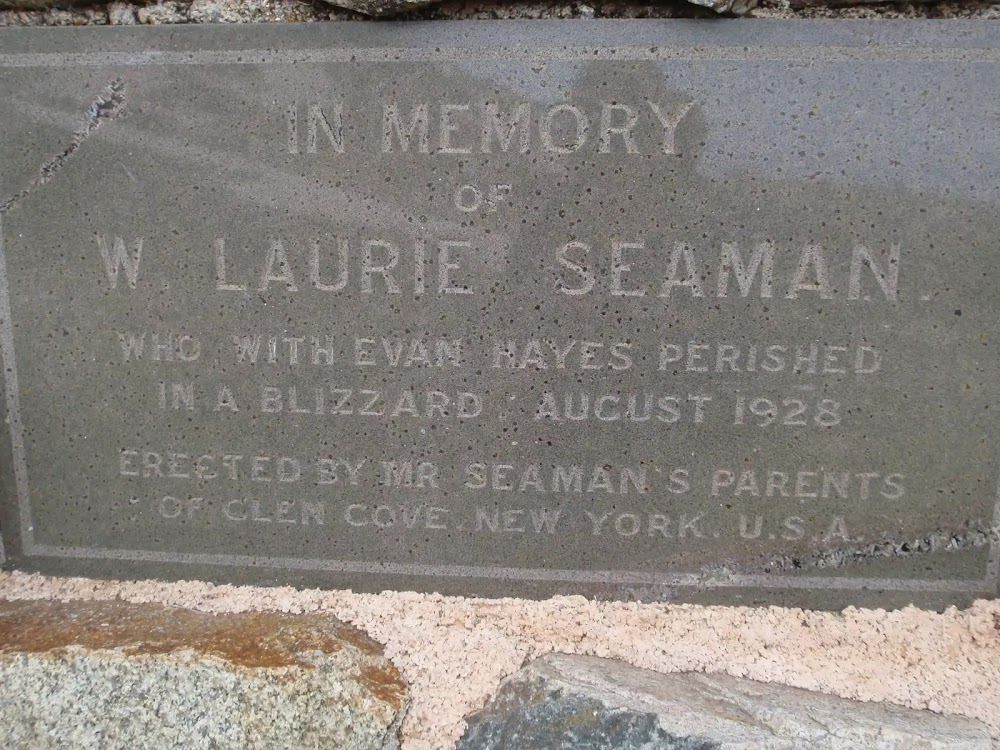 IN MEMORY
OF
W LAURIE SEAMAN.
WHO WITH EVAN HAYES PERISHED
IN A BLIZZARD. AUGUST 1928
ERECTED BY MR SEAMAN'S PARENTS
OF GLEN COVE, NEW YORK. U.S.A.